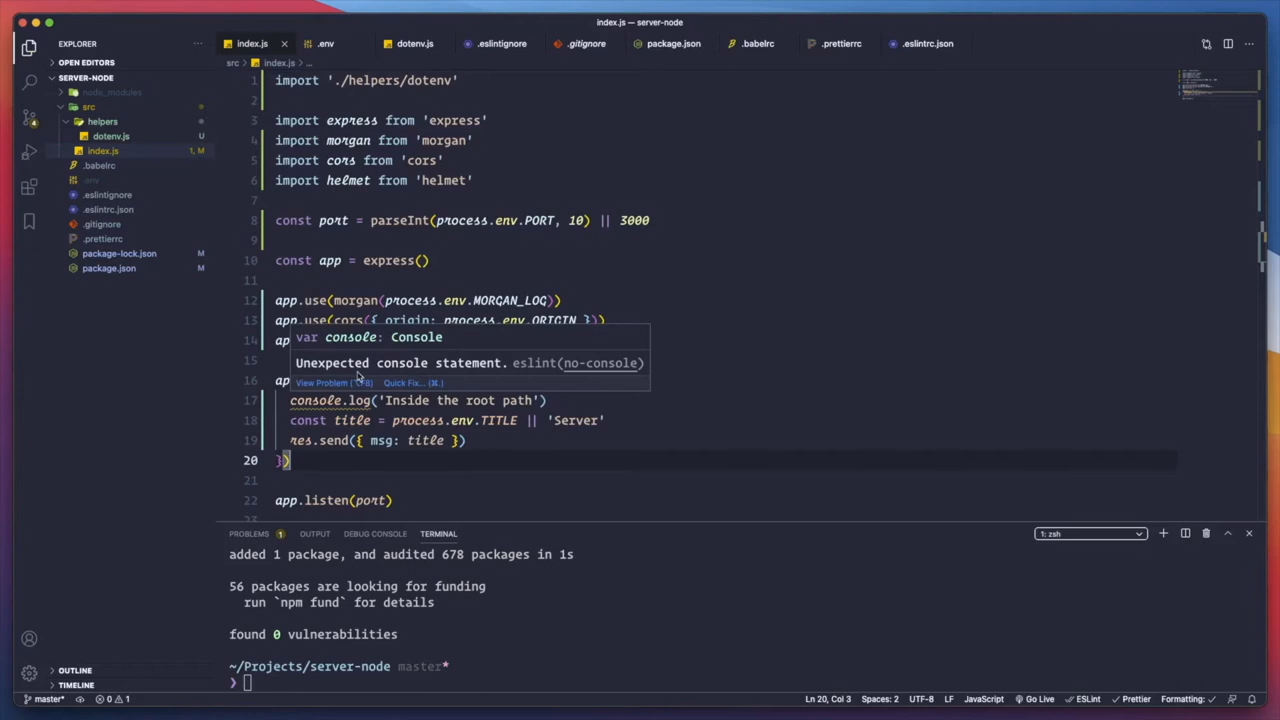 index.js — server-node
EXPLORER
index.js
.env
dotenv.js
.eslintignore
.gitignore
package.json
.babelrc
.prettierrc
.eslintrc.json
OPEN EDITORS
SERVER-NODE
node_modules
src
helpers
dotenv.js U
index.js 1, M
.babelrc
.env
.eslintignore
.eslintrc.json
.gitignore
.prettierrc
package-lock.json M
package.json M
OUTLINE
TIMELINE
4
src > index.js > ...
1 import './helpers/dotenv'
2
3 import express from 'express'
4 import morgan from 'morgan'
5 import cors from 'cors'
6 import helmet from 'helmet'
7
8 const port = parseInt(process.env.PORT, 10) || 3000
9
10 const app = express()
11
12 app.use(morgan(process.env.MORGAN_LOG))
13 app.use(cors({ origin: process.env.ORIGIN }))
14 ap
var console: Console
15
Unexpected console statement. eslint(no-console)
16 ap
View Problem (⌥F8) Quick Fix... (⌘.)
17 console.log('Inside the root path')
18 const title = process.env.TITLE || 'Server'
19 res.send({ msg: title })
20 })
21
22 app.listen(port)
23
PROBLEMS 1 OUTPUT DEBUG CONSOLE TERMINAL
1: zsh
added 1 package, and audited 678 packages in 1s
56 packages are looking for funding
run `npm fund` for details
found 0 vulnerabilities
~/Projects/server-node master*
❯
master* 0 1
Ln 20, Col 3 Spaces: 2 UTF-8 LF JavaScript Go Live ESLint Prettier Formatting: ✓